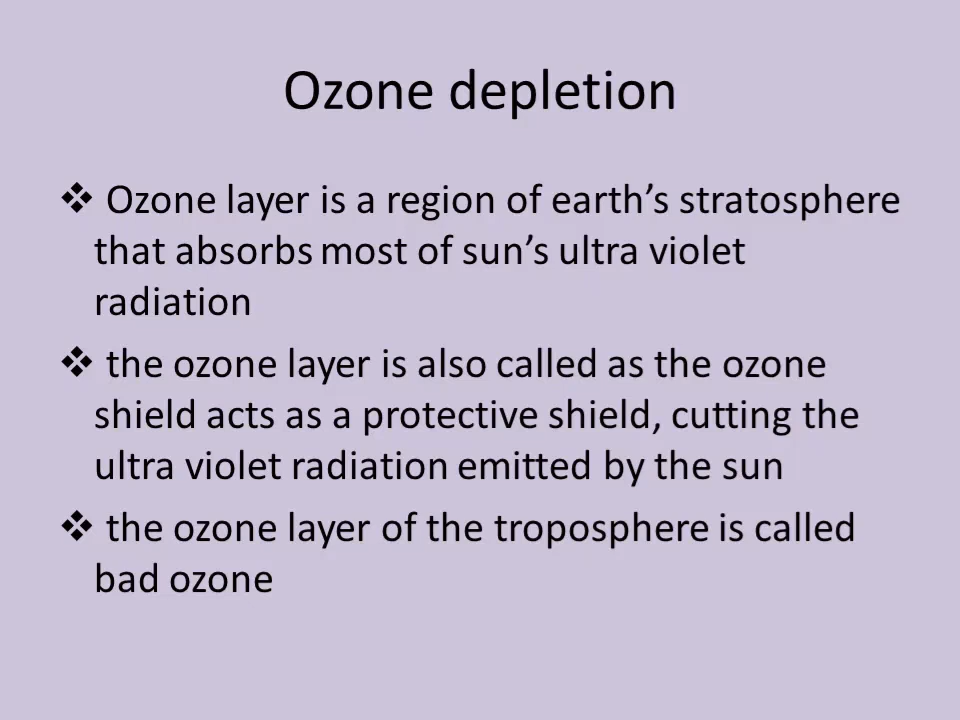 Ozone depletion
❖ Ozone layer is a region of earth’s stratosphere
that absorbs most of sun’s ultra violet
radiation
❖ the ozone layer is also called as the ozone
shield acts as a protective shield, cutting the
ultra violet radiation emitted by the sun
❖ the ozone layer of the troposphere is called
bad ozone